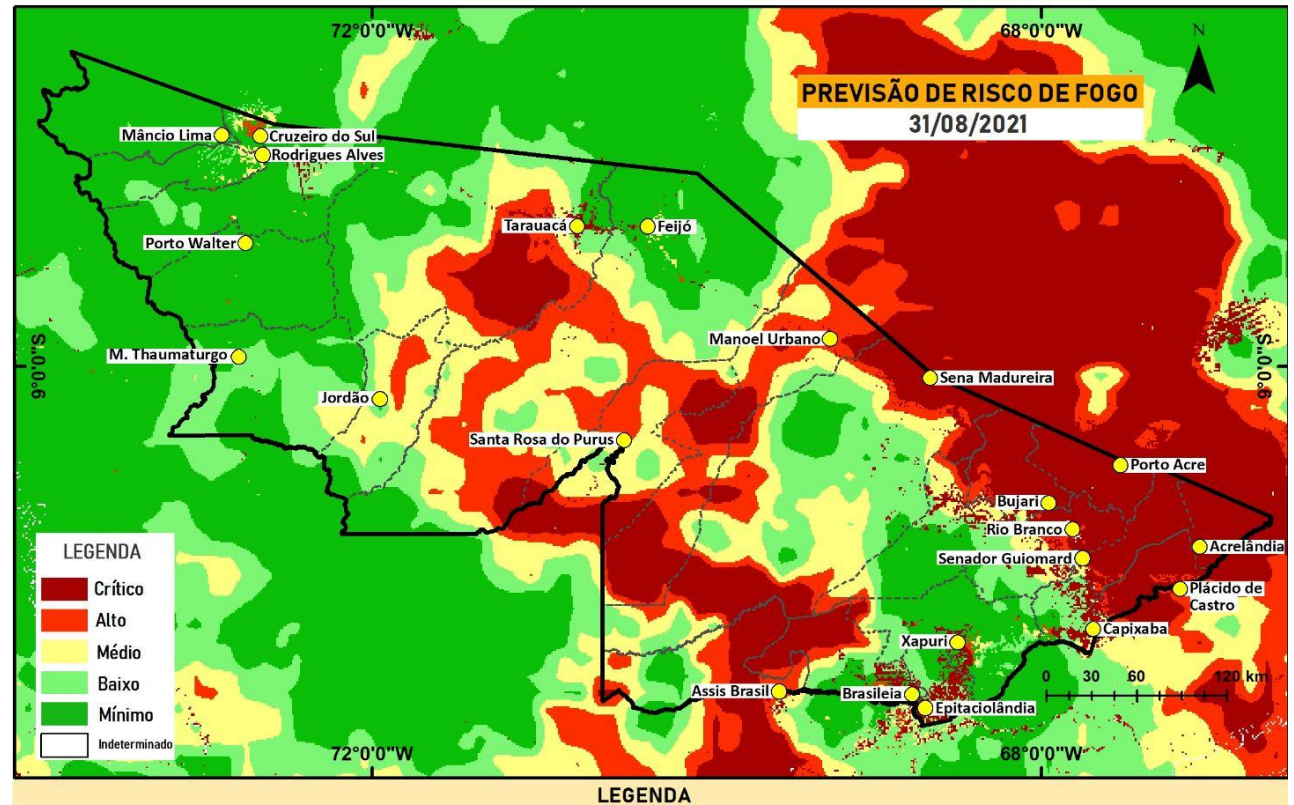 72°0'0"W
68°0'0"W
N
PREVISÃO DE RISCO DE FOGO
31/08/2021
Mâncio Lima
Cruzeiro do Sul
Rodrigues Alves
Tarauacá
Feijó
Porto Walter
Manoel Urbano
M. Thaumaturgo
9°0'0"S
9°0'0"S
Sena Madureira
Jordão
Santa Rosa do Purus
Porto Acre
Bujari
Rio Branco
Acrelândia
Senador Guiomard
Plácido de
Castro
Capixaba
Xapuri
Assis Brasil
Brasileia
Epitaciolândia
0 30 60 120 km
LEGENDA
Crítico
Alto
Médio
Baixo
Mínimo
Indeterminado
72°0'0"W
68°0'0"W
LEGENDA